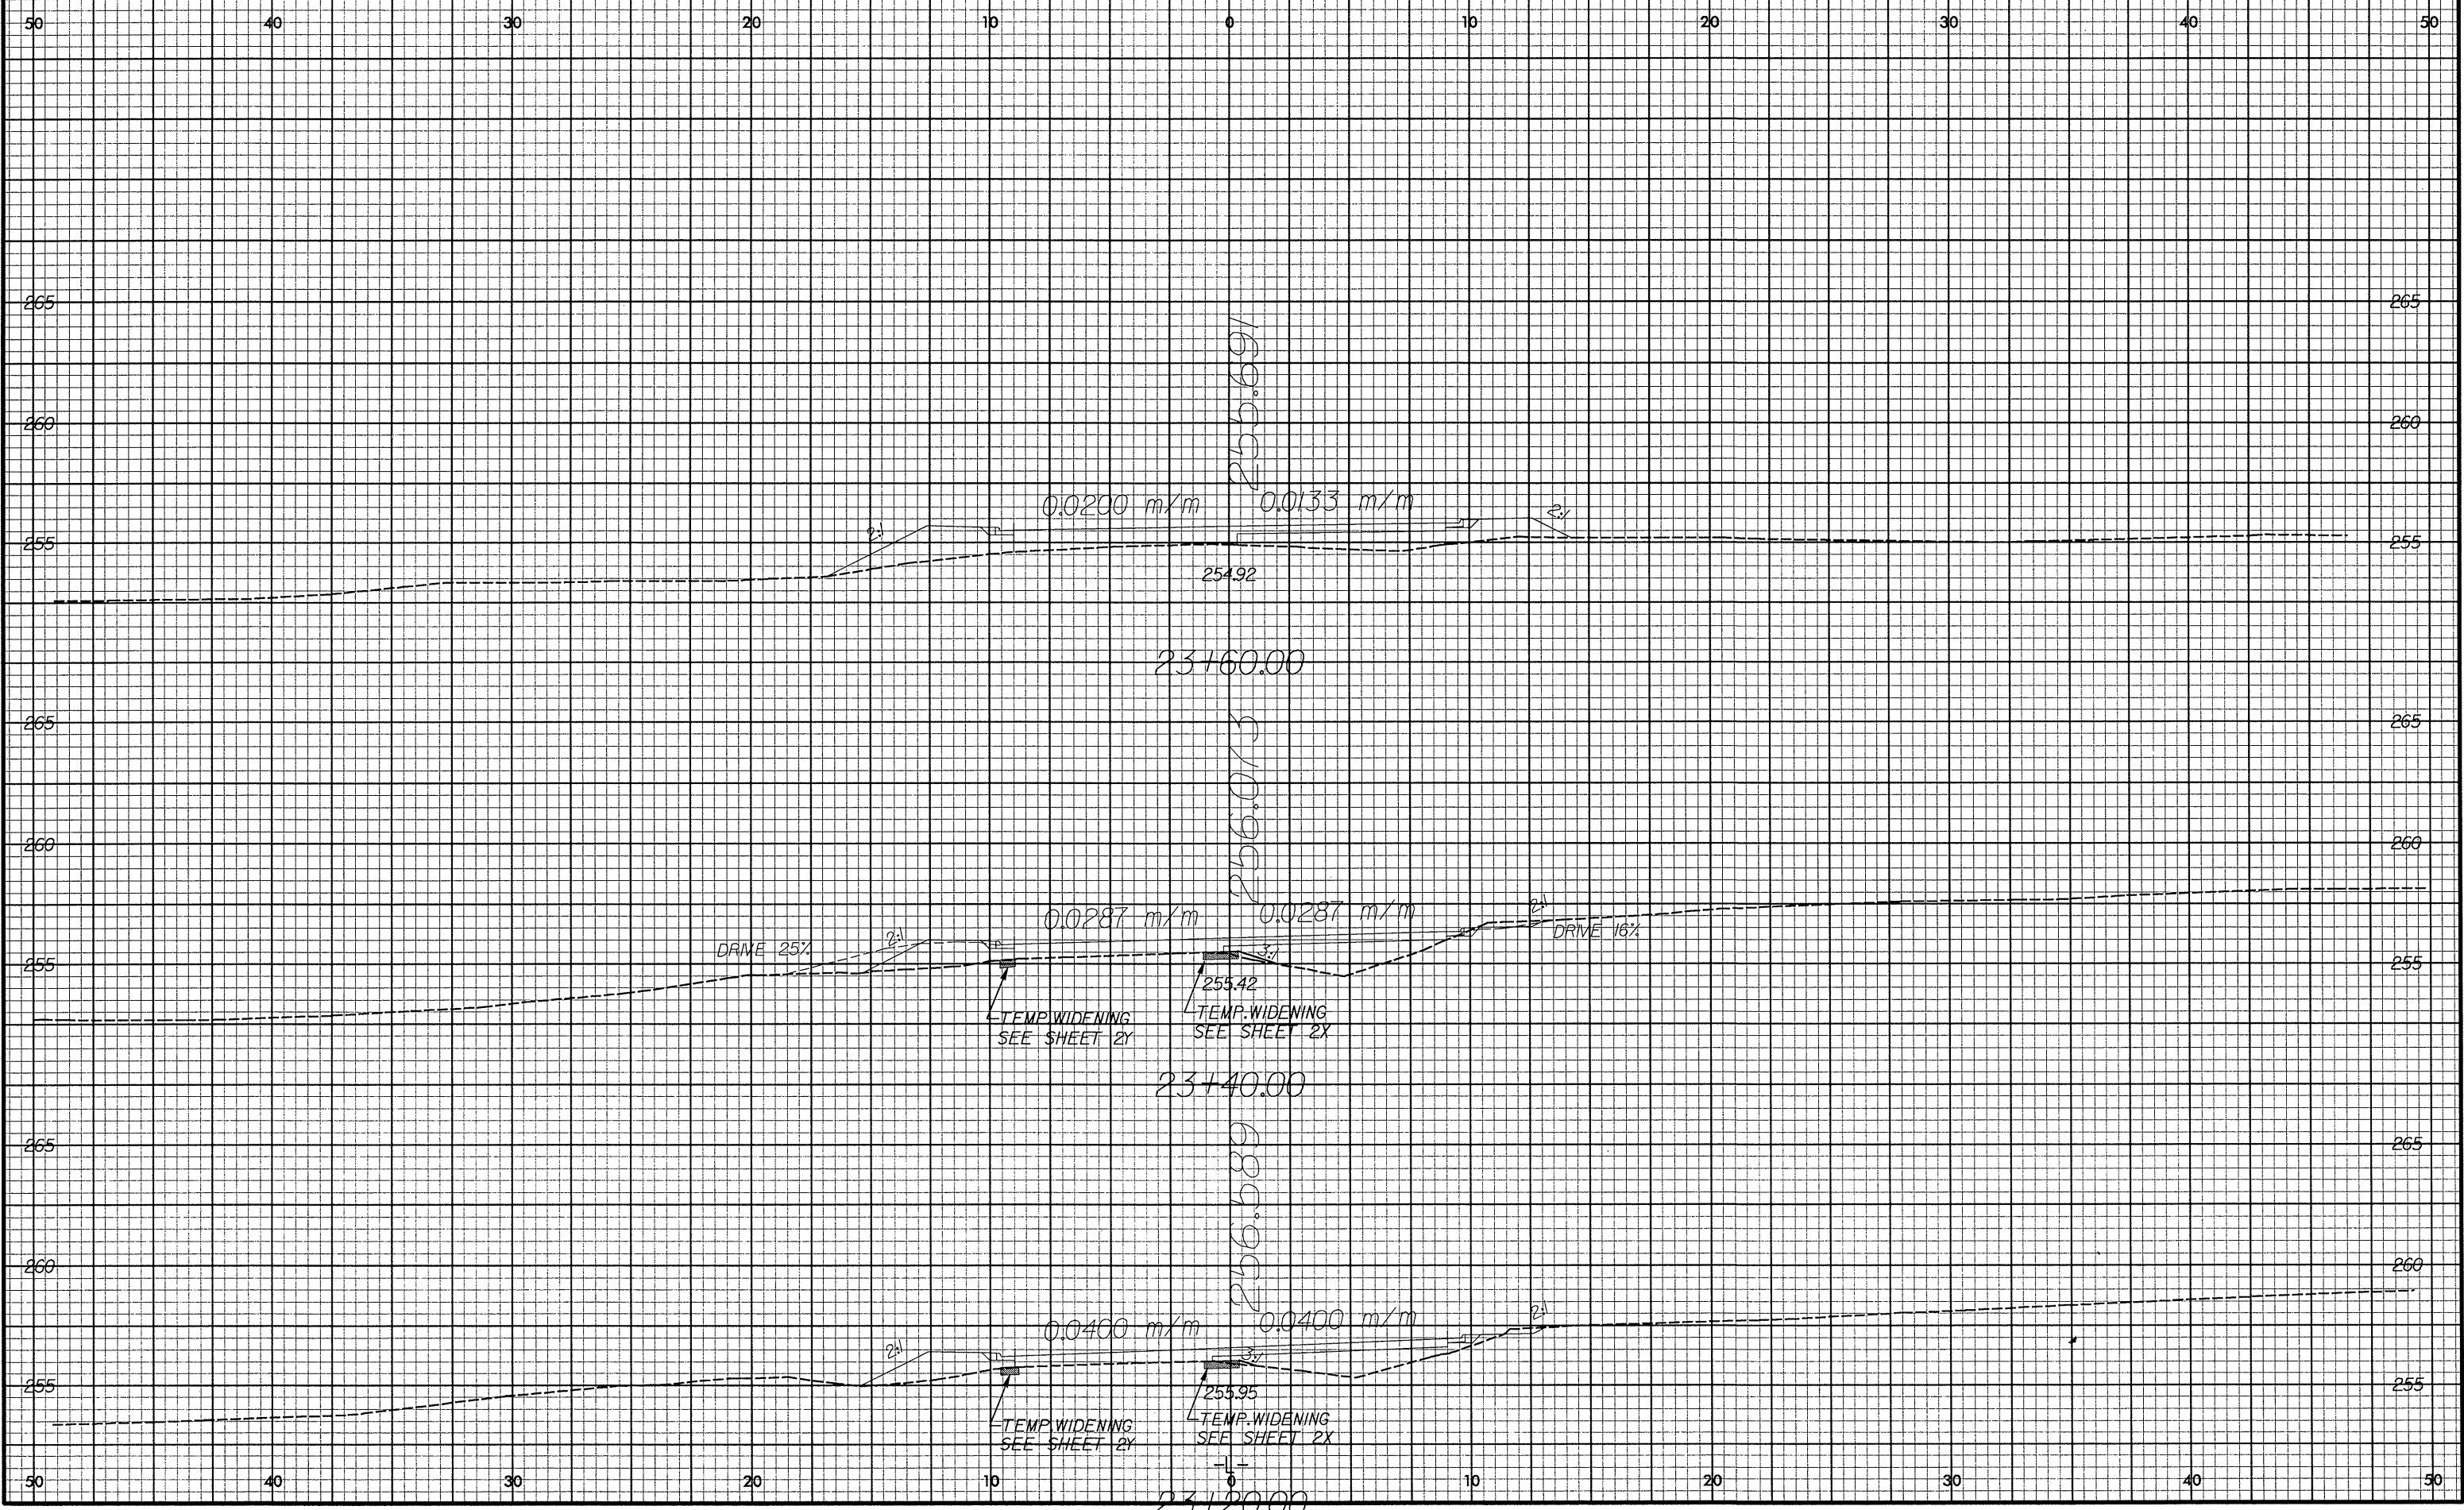 50 40 30 20 10 0 10 20 30 40 50
265 265
260 260
255.691
0.0200 m/m 0.0133 m/m
2:1 2:1
255 255
254.92
23+60.00
265 265
256.073
260 260
0.0287 m/m 0.0287 m/m
2:1 2:1
DRIVE 25% DRIVE 16%
3:1
255 255
255.42
TEMP.WIDENING TEMP.WIDENING
SEE SHEET 2Y SEE SHEET 2X
23+40.00
265 265
256.589
260 260
0.0400 m/m 0.0400 m/m
2:1 2:1
3:1
255 255
255.95
TEMP.WIDENING TEMP.WIDENING
SEE SHEET 2Y SEE SHEET 2X
-L-
50 40 30 20 10 0 10 20 30 40 50
23+20.00